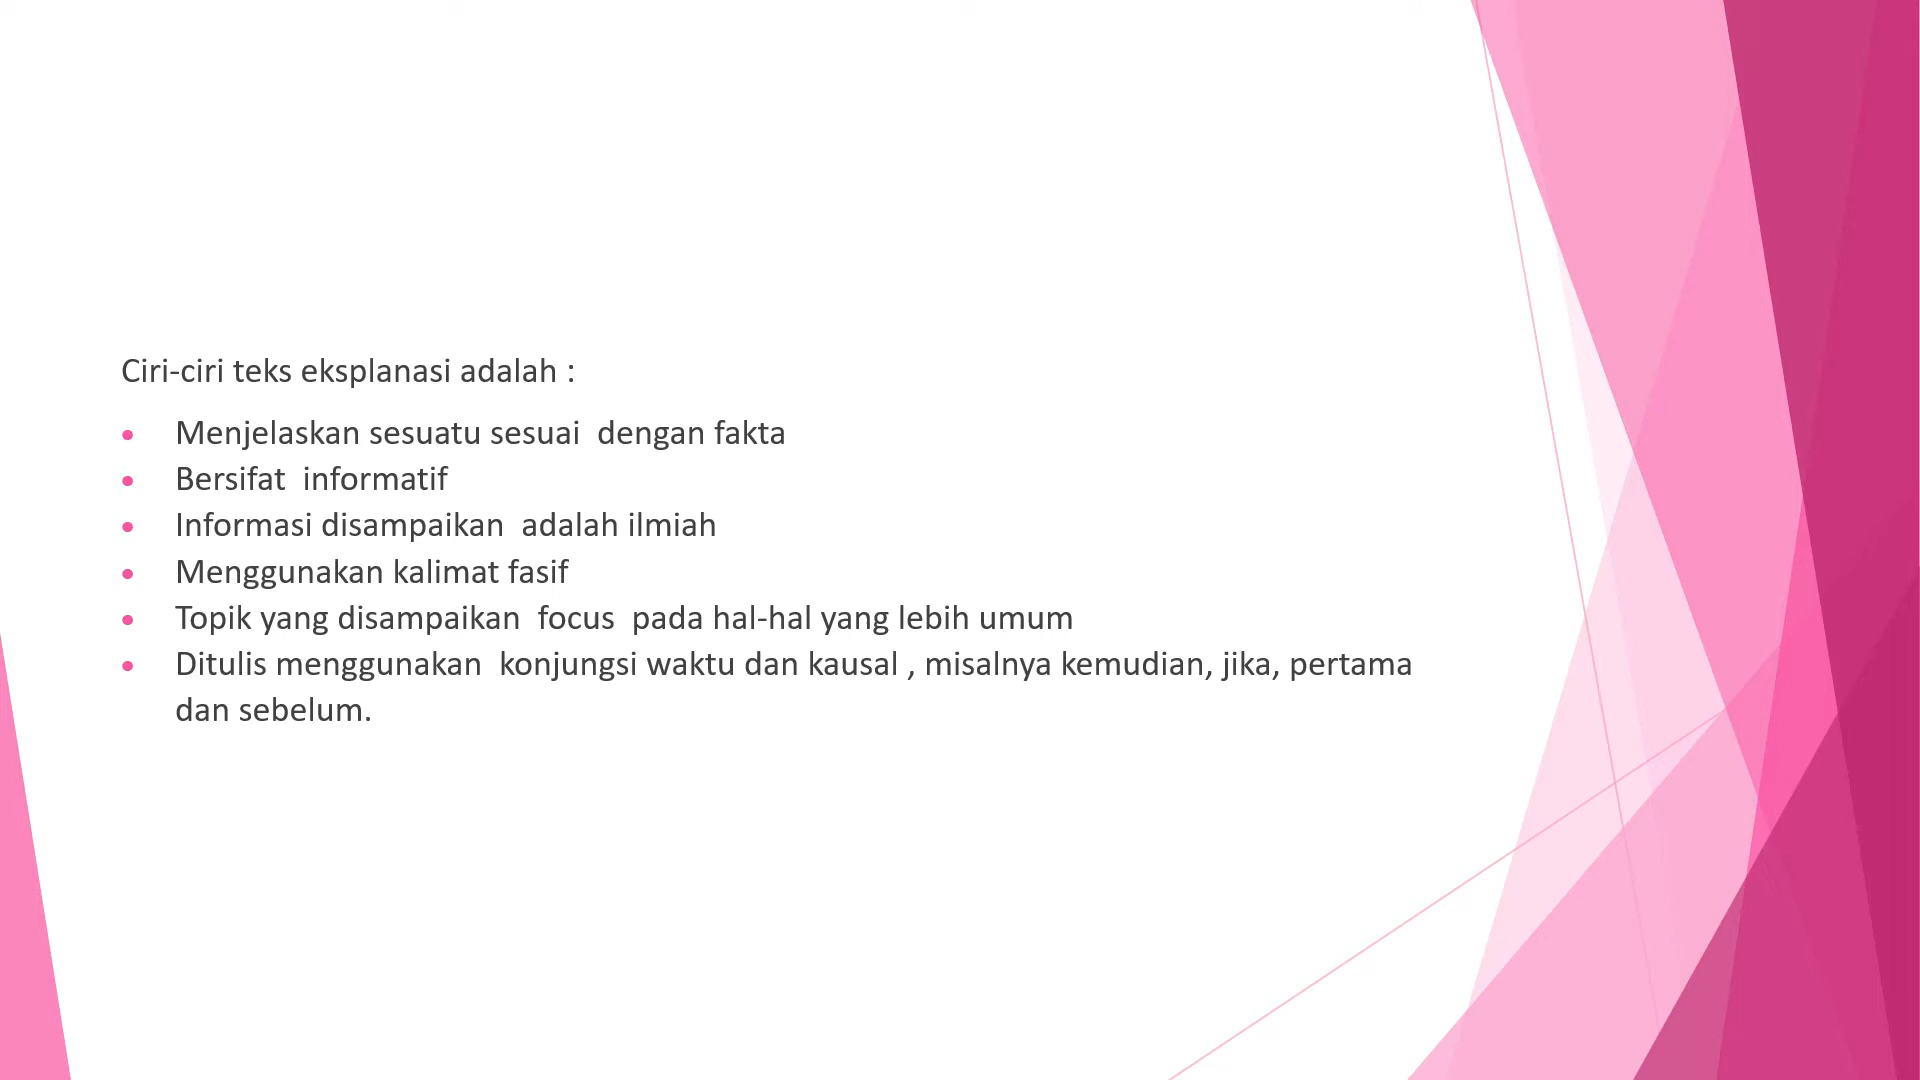 Ciri-ciri teks eksplanasi adalah :
• Menjelaskan sesuatu sesuai  dengan fakta
• Bersifat  informatif
• Informasi disampaikan  adalah ilmiah
• Menggunakan kalimat fasif
• Topik yang disampaikan  focus  pada hal-hal yang lebih umum
• Ditulis menggunakan  konjungsi waktu dan kausal , misalnya kemudian, jika, pertama
dan sebelum.